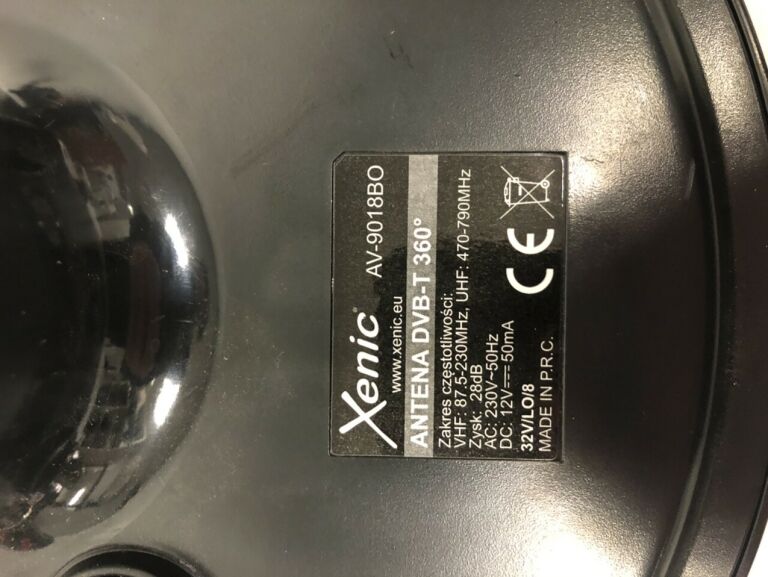 Xenic
AV-9018BO
www.xenic.eu
ANTENA DVB-T 360°
Zakres częstotliwości:
VHF: 87.5-230MHz, UHF: 470-790MHz
Zysk: 28dB
AC: 230V~50Hz
DC: 12V⎓50mA
32V/LO/8
MADE IN P.R.C.
CE